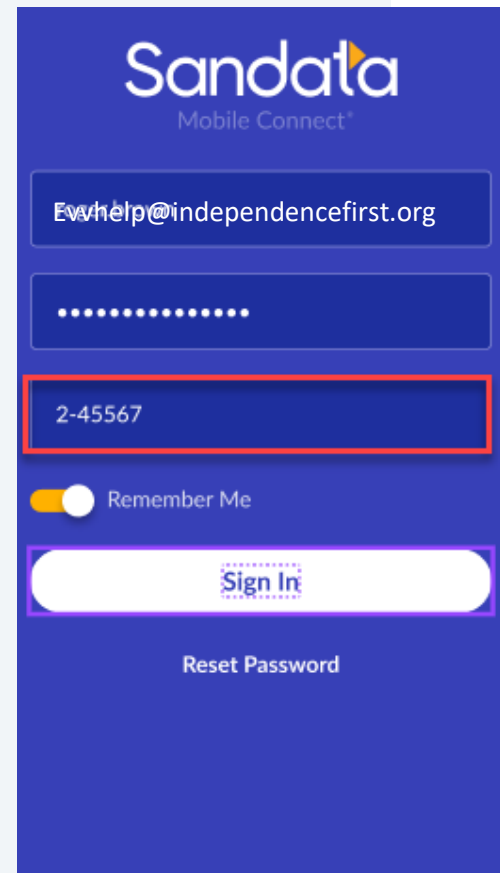 Sandata
Mobile Connect
Evvhelp@independencefirst.org
•••••••••••••••
2-45567
Remember Me
Sign In
Reset Password